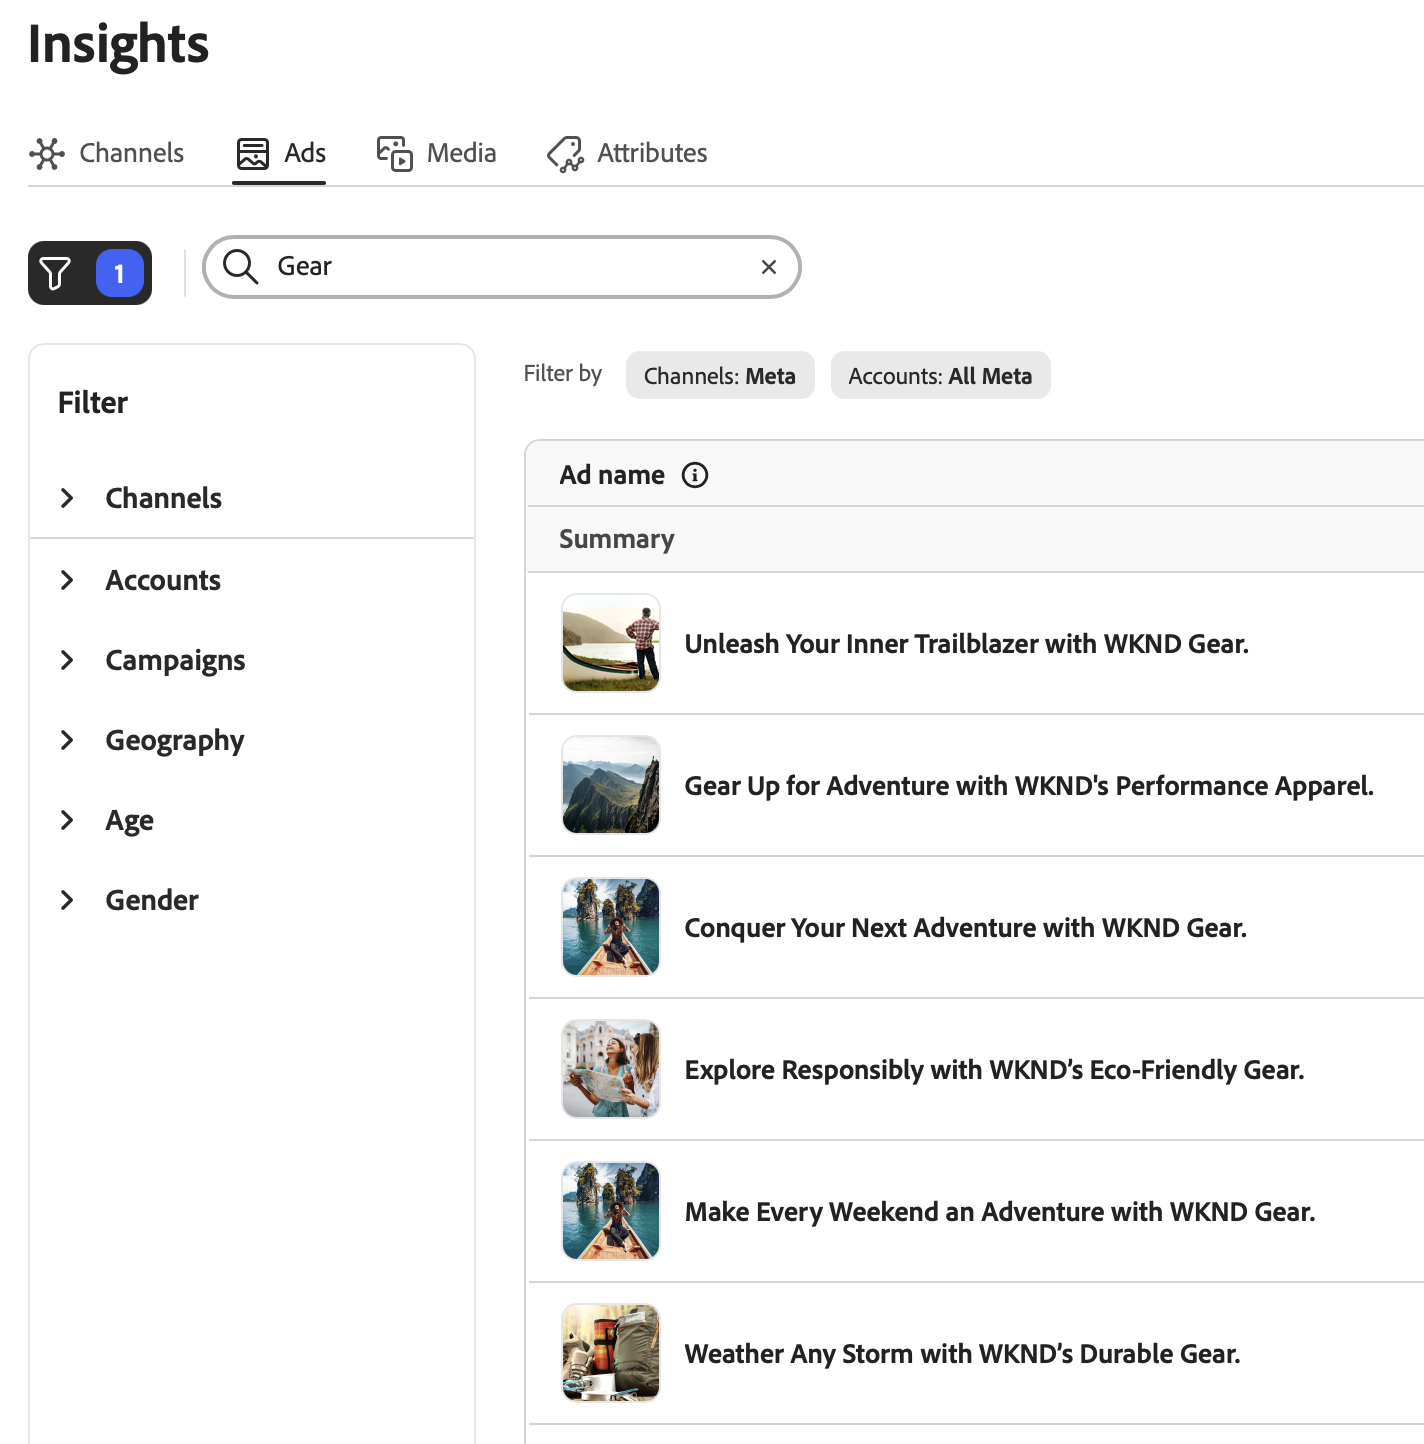 Insights
Channels Ads Media Attributes
1 Gear
Filter by Channels: Meta Accounts: All Meta
Filter
Channels
Accounts
Campaigns
Geography
Age
Gender
Ad name
Summary
Unleash Your Inner Trailblazer with WKND Gear.
Gear Up for Adventure with WKND's Performance Apparel.
Conquer Your Next Adventure with WKND Gear.
Explore Responsibly with WKND’s Eco-Friendly Gear.
Make Every Weekend an Adventure with WKND Gear.
Weather Any Storm with WKND’s Durable Gear.